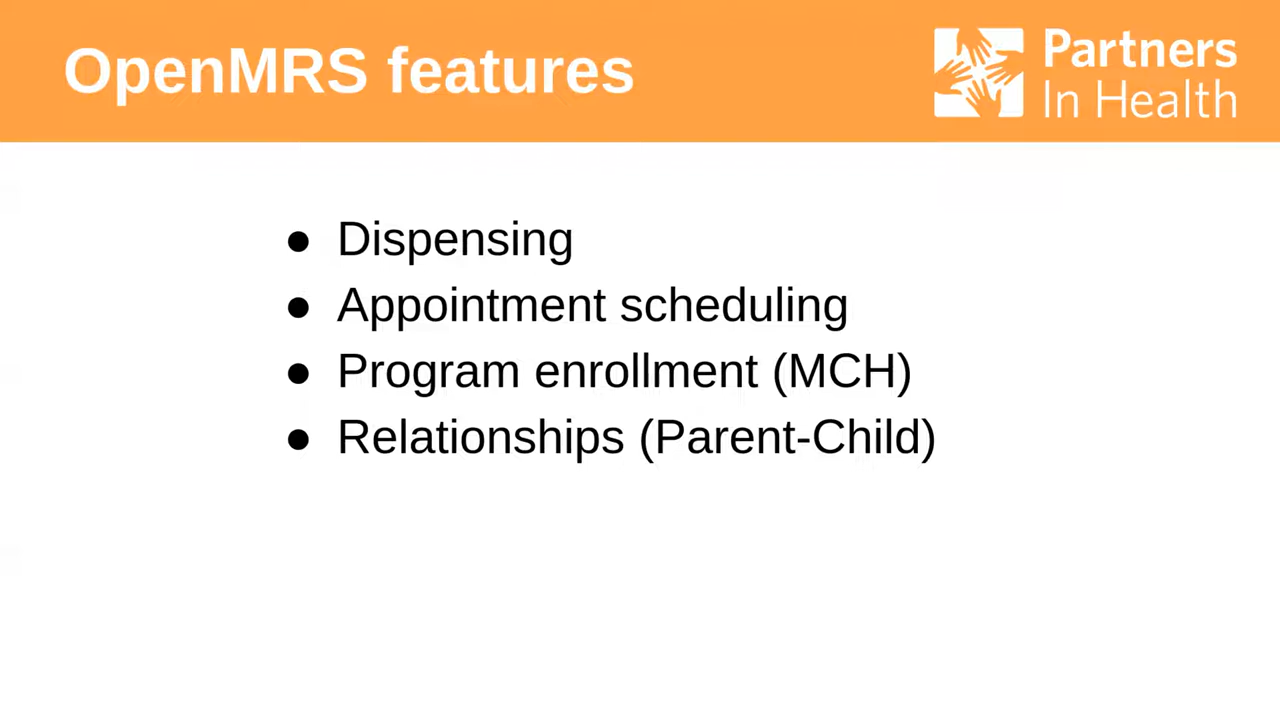 OpenMRS features
Partners
In Health
● Dispensing
● Appointment scheduling
● Program enrollment (MCH)
● Relationships (Parent-Child)